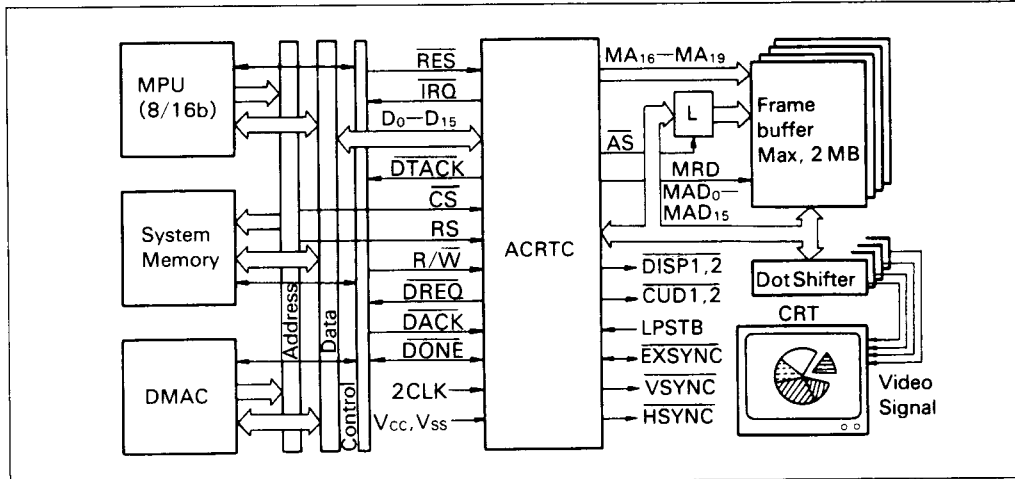 MPU
(8/16b)
System
Memory
DMAC
Address
Data
Control
RES
IRQ
D₀—D₁₅
DTACK
CS
RS
R/W
DREQ
DACK
DONE
2CLK
Vcc, Vss
ACRTC
MA₁₆—MA₁₉
L
AS
MRD
MAD₀—
MAD₁₅
DISP1,2
CUD1,2
LPSTB
EXSYNC
VSYNC
HSYNC
Frame
buffer
Max, 2 MB
Dot Shifter
CRT
Video
Signal